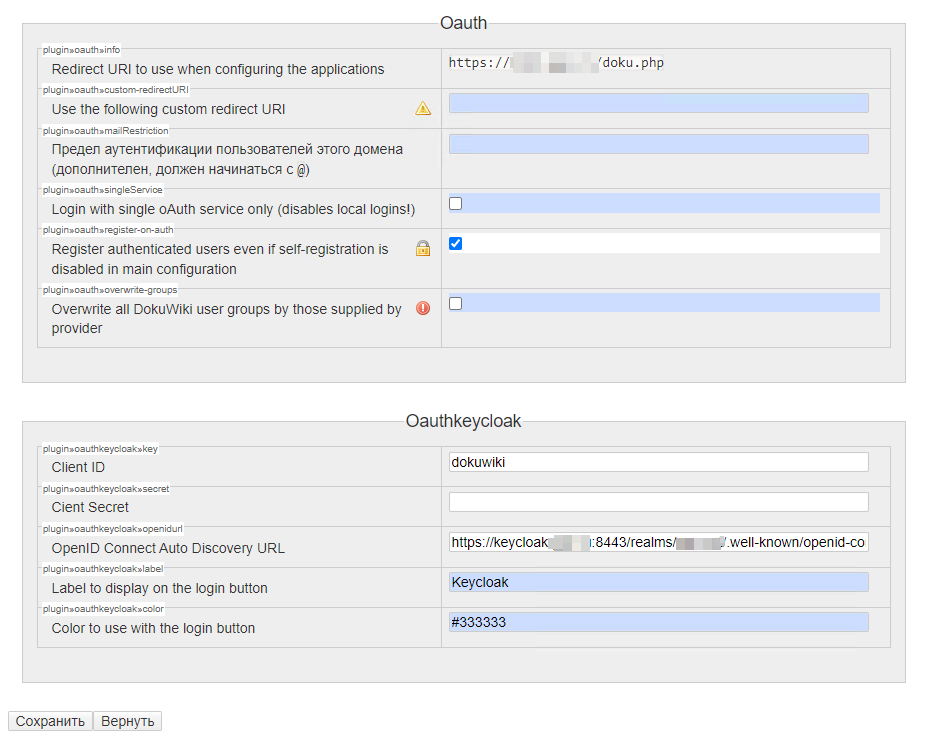 Oauth
plugin»oauth»info
Redirect URI to use when configuring the applications
https:// /doku.php
plugin»oauth»custom-redirectURI
Use the following custom redirect URI
plugin»oauth»mailRestriction
Предел аутентификации пользователей этого домена
(дополнителен, должен начинаться с @)
plugin»oauth»singleService
Login with single oAuth service only (disables local logins!)
plugin»oauth»register-on-auth
Register authenticated users even if self-registration is
disabled in main configuration
plugin»oauth»overwrite-groups
Overwrite all DokuWiki user groups by those supplied by
provider
Oauthkeycloak
plugin»oauthkeycloak»key
Client ID
dokuwiki
plugin»oauthkeycloak»secret
Cient Secret
plugin»oauthkeycloak»openidurl
OpenID Connect Auto Discovery URL
https://keycloak :8443/realms/ /.well-known/openid-co
plugin»oauthkeycloak»label
Label to display on the login button
Keycloak
plugin»oauthkeycloak»color
Color to use with the login button
#333333
Сохранить Вернуть